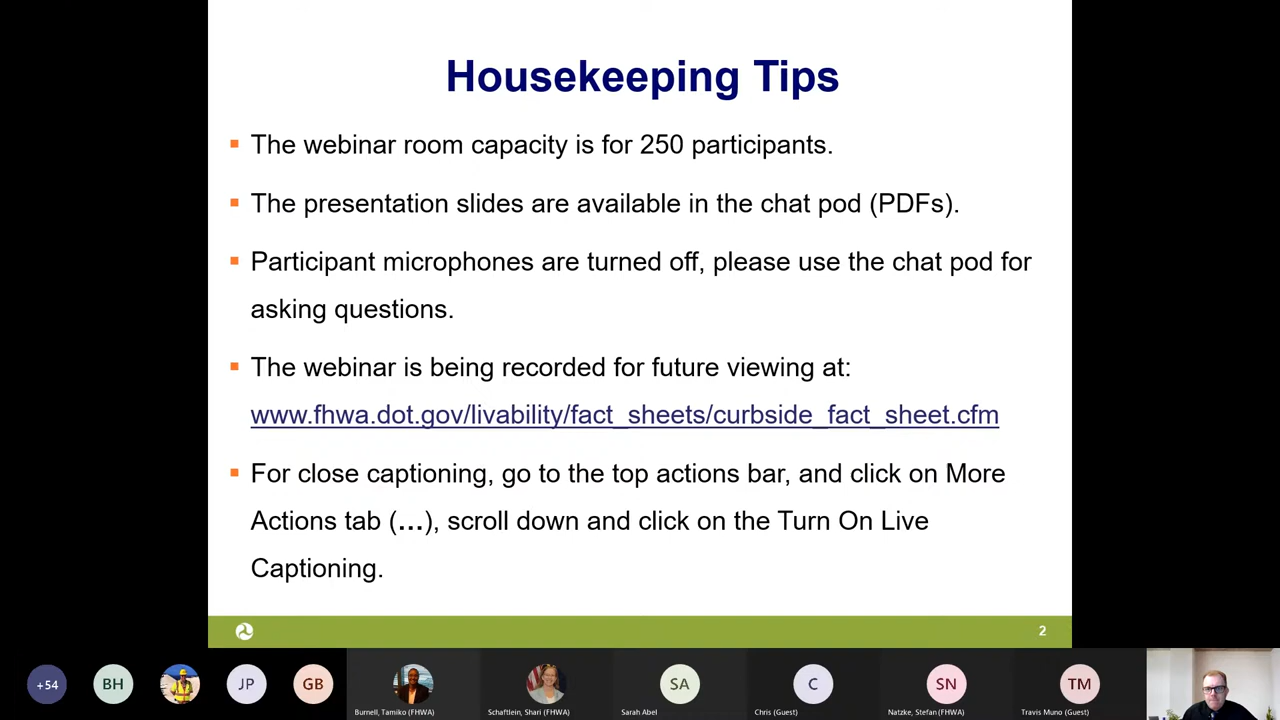 Housekeeping Tips
The webinar room capacity is for 250 participants.
The presentation slides are available in the chat pod (PDFs).
Participant microphones are turned off, please use the chat pod for
asking questions.
The webinar is being recorded for future viewing at:
www.fhwa.dot.gov/livability/fact_sheets/curbside_fact_sheet.cfm
For close captioning, go to the top actions bar, and click on More
Actions tab (…), scroll down and click on the Turn On Live
Captioning.
2
+54 BH JP GB SA C SN TM
Burnell, Tamiko (FHWA) Schaftlein, Shari (FHWA) Sarah Abel Chris (Guest) Natzke, Stefan (FHWA) Travis Muno (Guest)